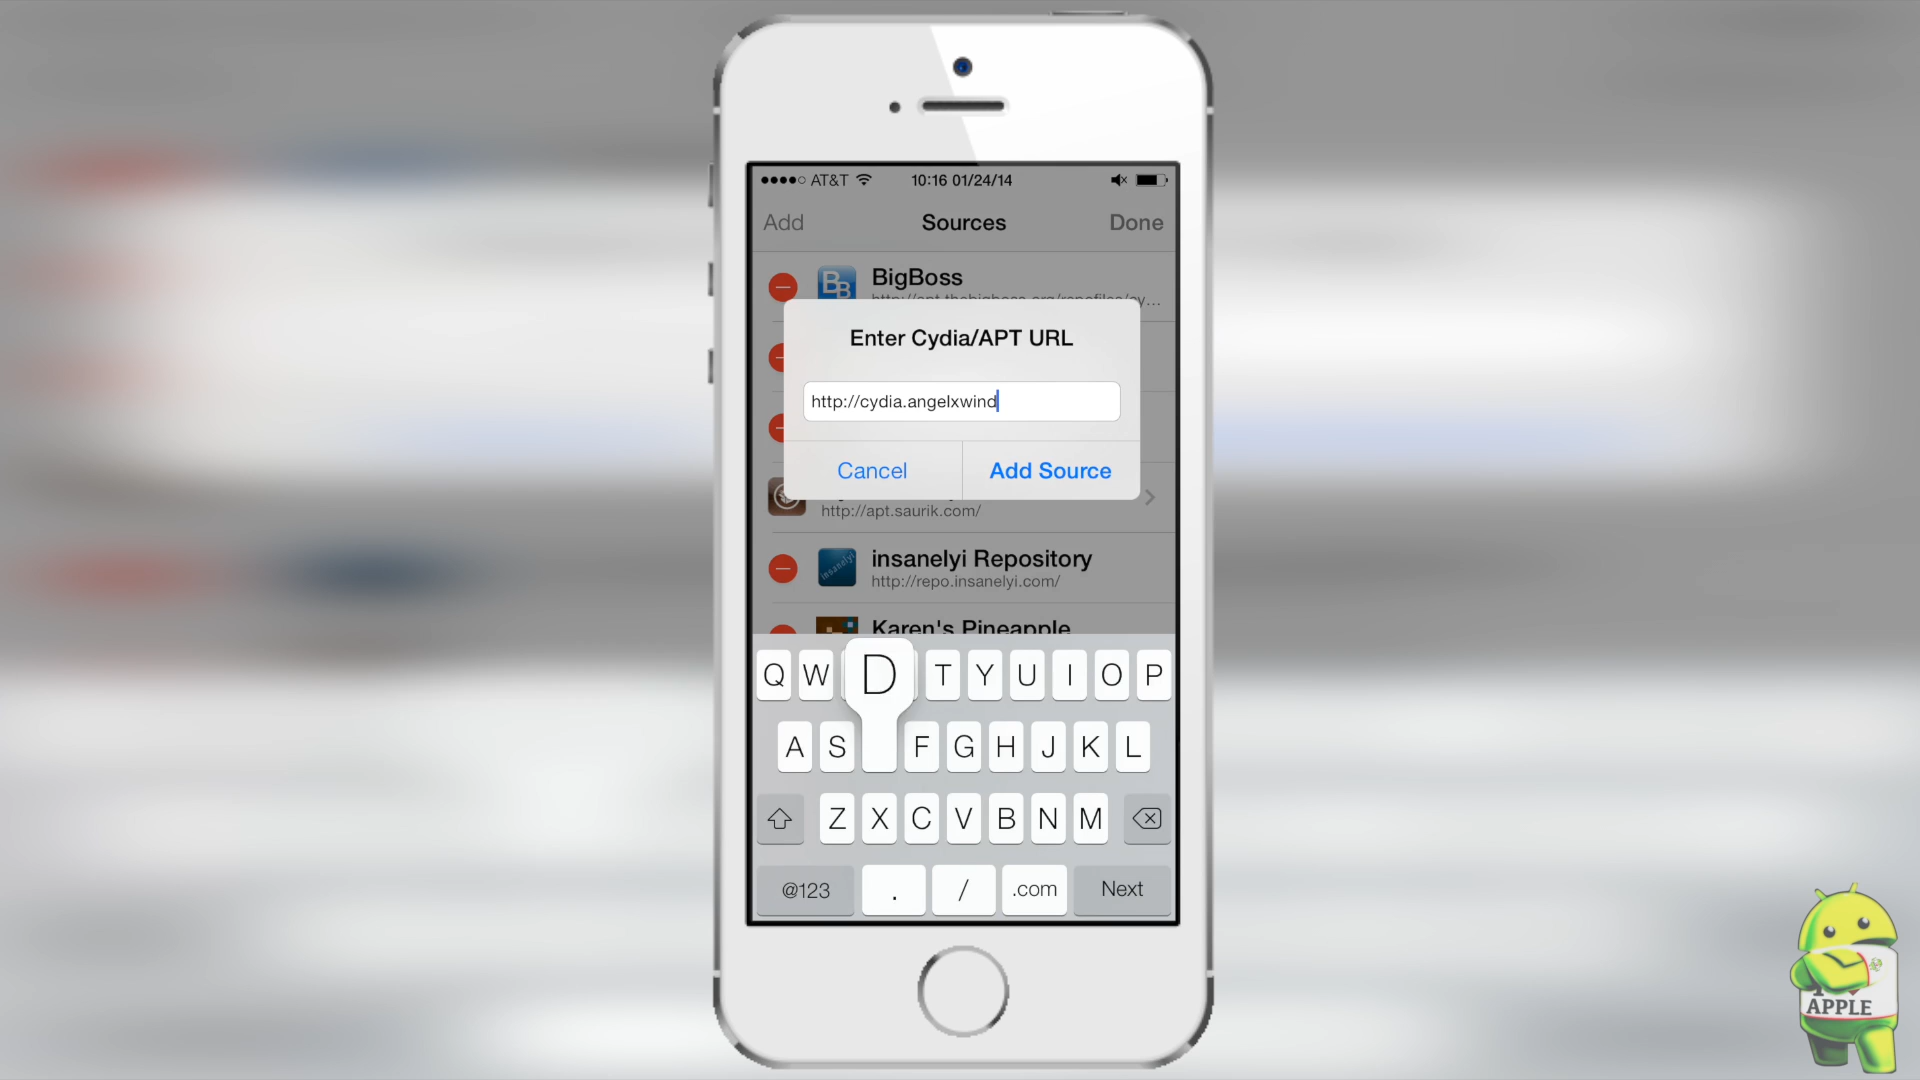 AT&T 10:16 01/24/14
Add Sources Done
BigBoss
Enter Cydia/APT URL
http://cydia.angelxwind
Cancel Add Source
http://apt.saurik.com/
insanelyi
insanelyi Repository
http://repo.insanelyi.com/
Karen's Pineapple
Q W D T Y U I O P
A S F G H J K L
Z X C V B N M
@123 . / .com Next
APPLE